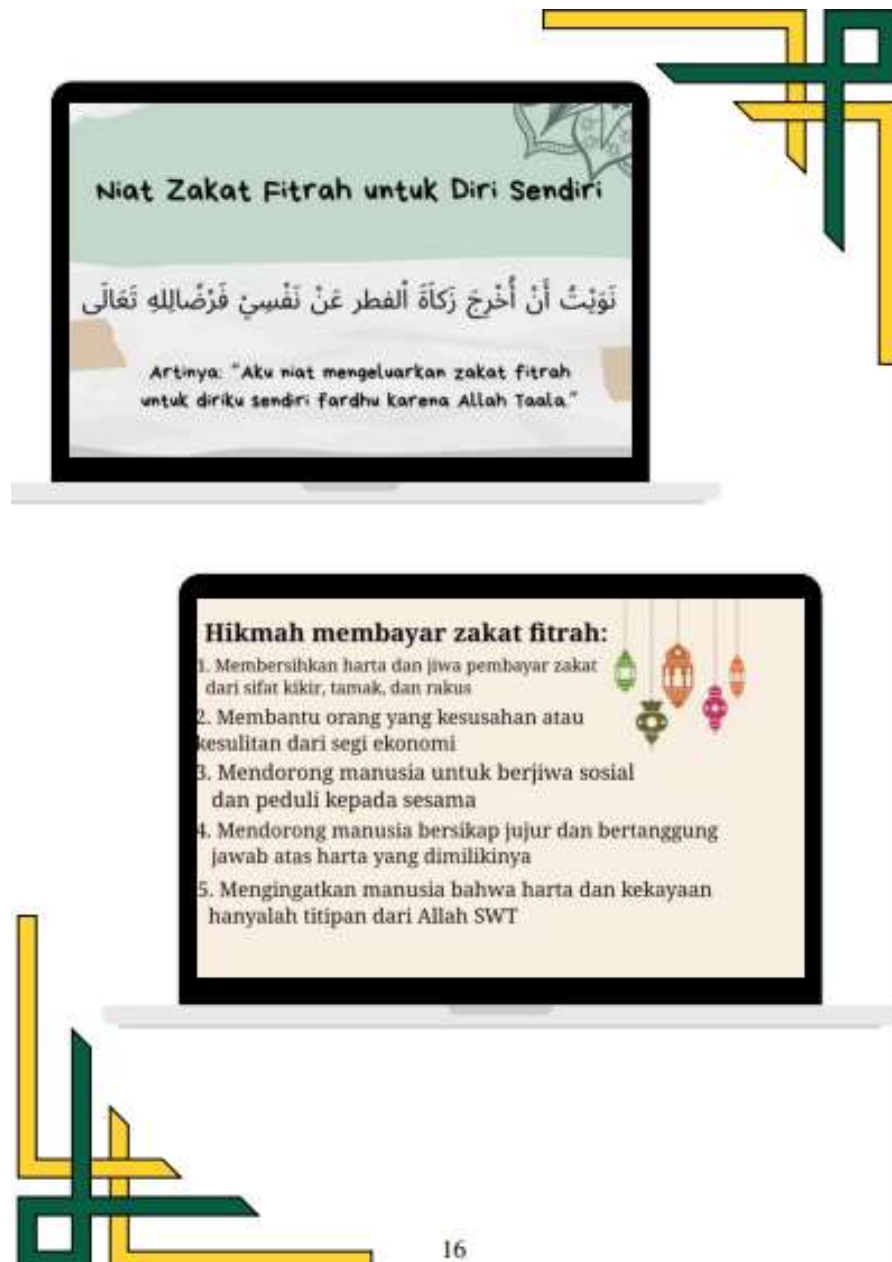 Niat Zakat Fitrah untuk Diri Sendiri
نَوَيْتُ أَنْ أُخْرِجَ زَكاَةَ ألفطر عَنْ نَفْسِيْ فَرْضًالِلهِ تَعَالَى
Artinya: "Aku niat mengeluarkan zakat fitrah
untuk diriku sendiri fardhu karena Allah Taala."
Hikmah membayar zakat fitrah:
1. Membersihkan harta dan jiwa pembayar zakat
dari sifat kikir, tamak, dan rakus
2. Membantu orang yang kesusahan atau
kesulitan dari segi ekonomi
3. Mendorong manusia untuk berjiwa sosial
dan peduli kepada sesama
4. Mendorong manusia bersikap jujur dan bertanggung
jawab atas harta yang dimilikinya
5. Mengingatkan manusia bahwa harta dan kekayaan
hanyalah titipan dari Allah SWT
16